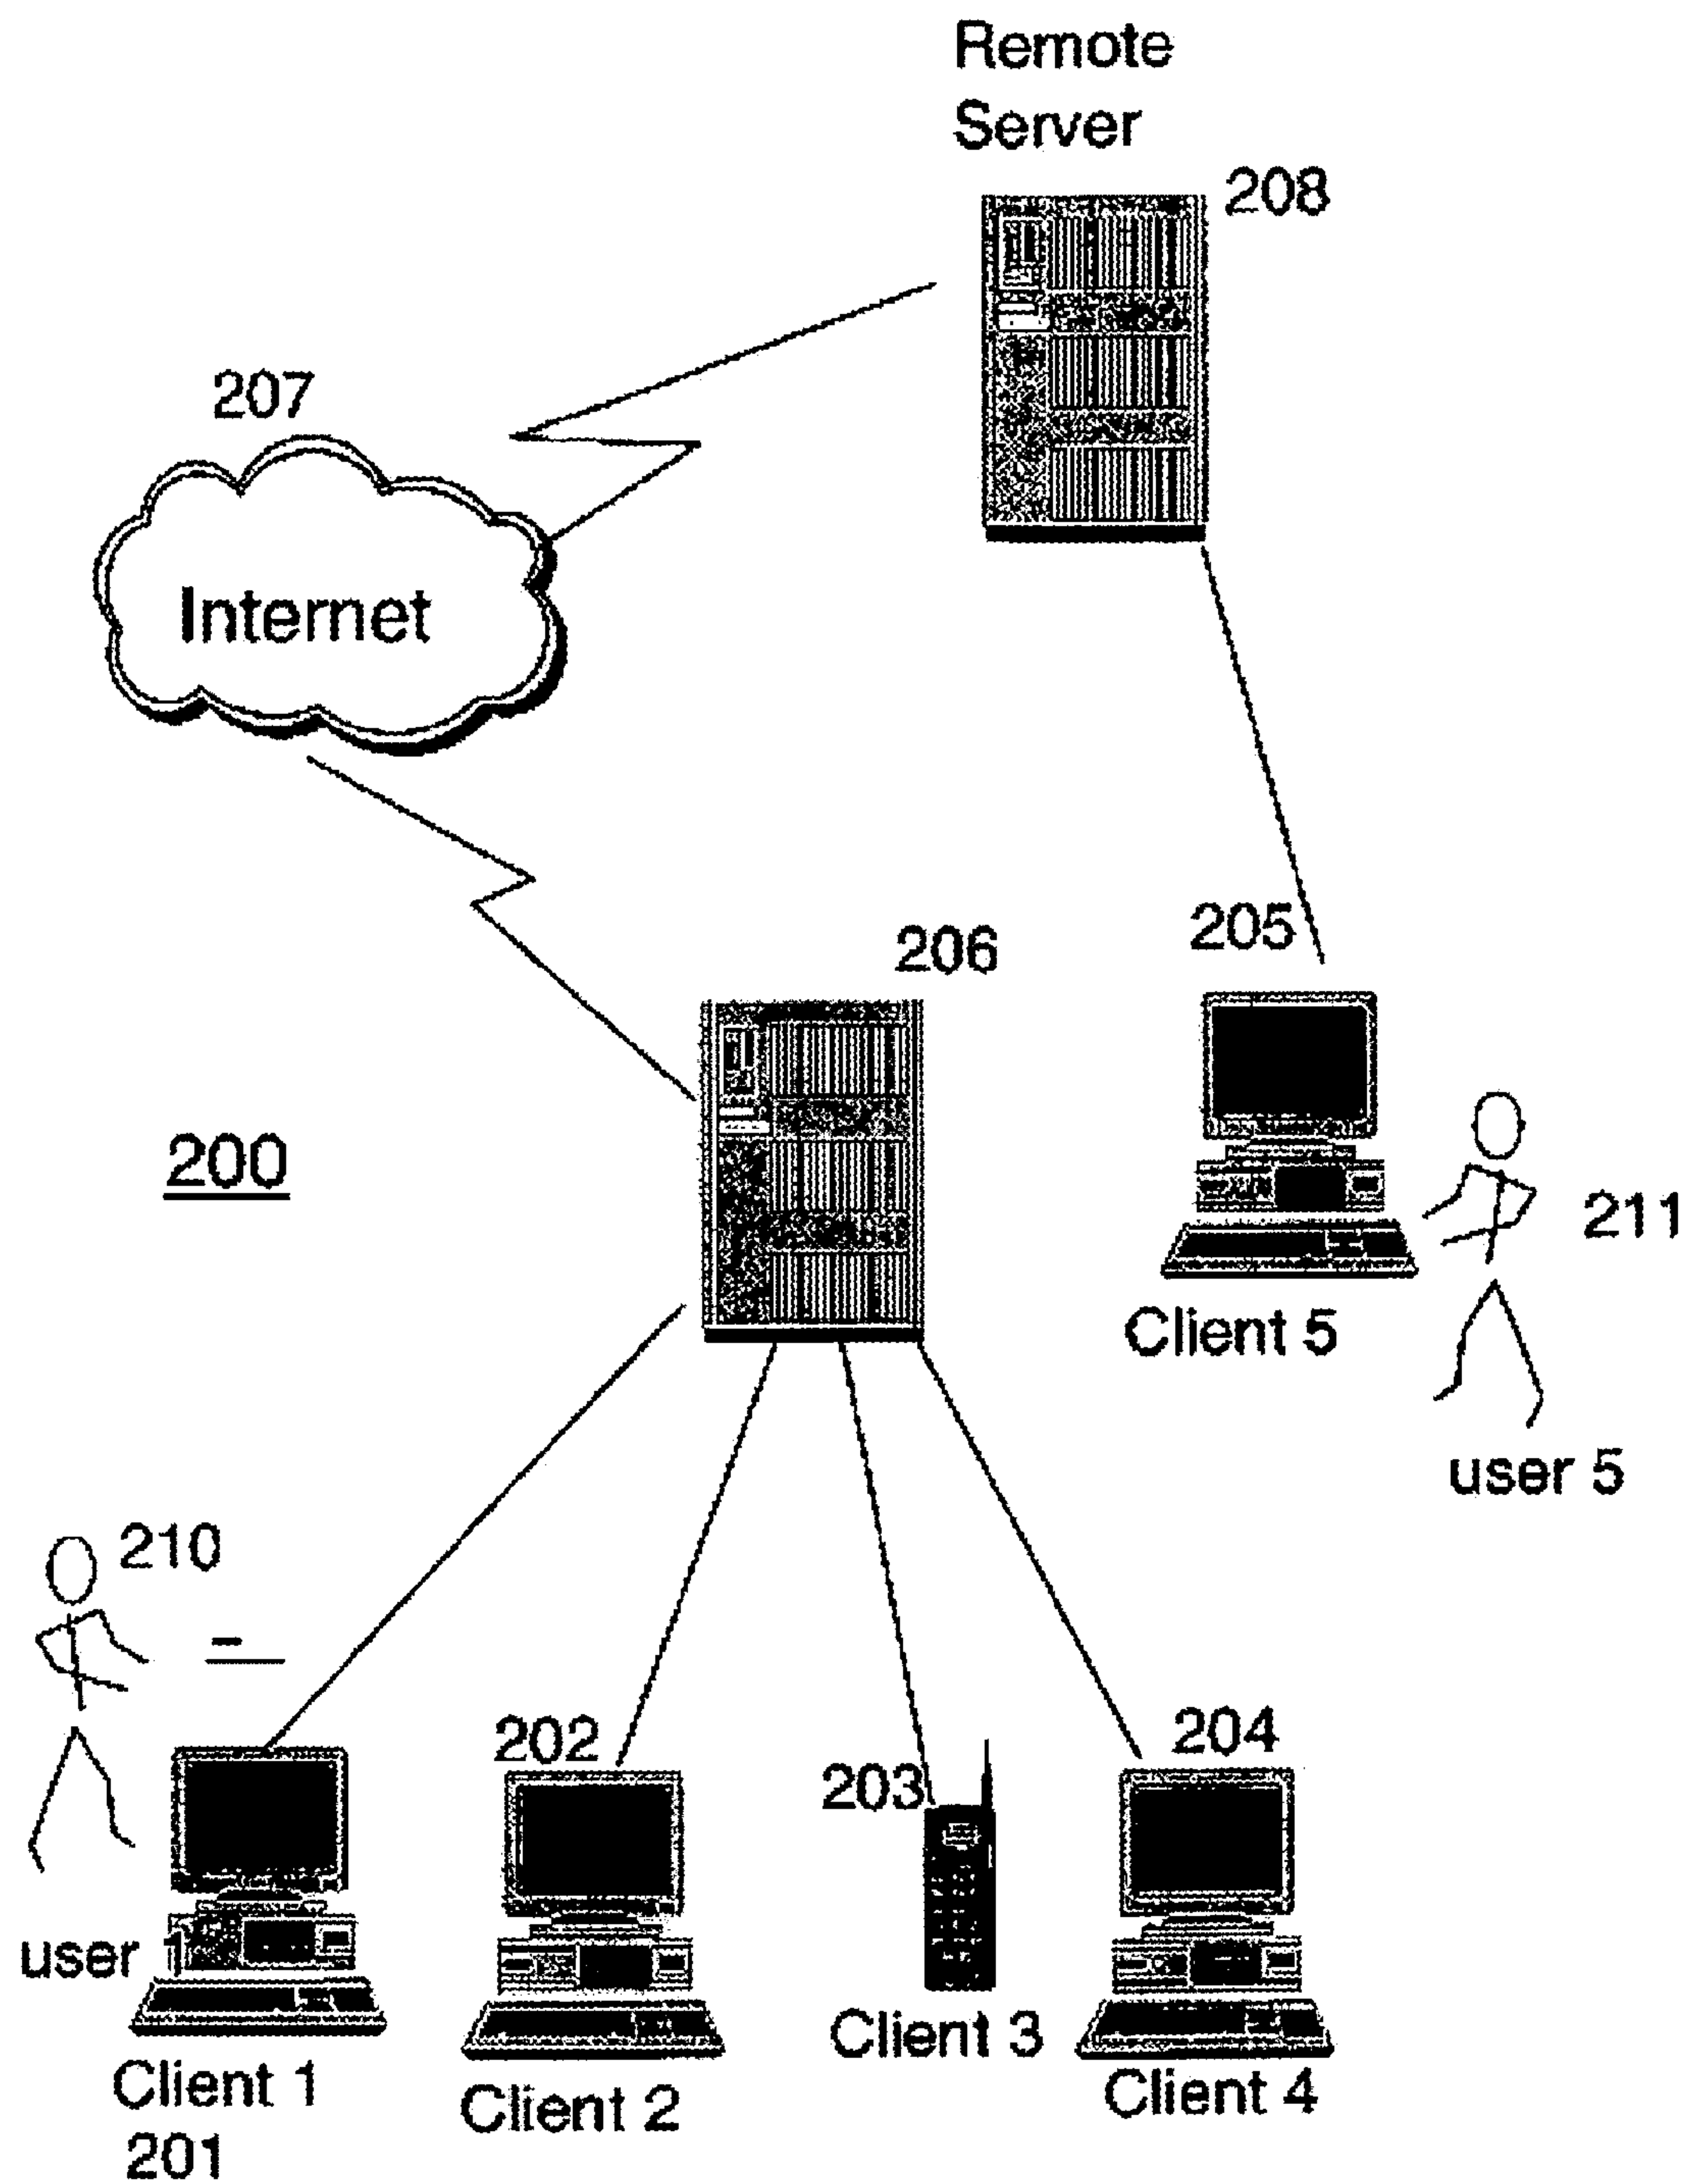 Remote
Server
208
207
Internet
205
206
200
211
Client 5
user 5
210
202
203
204
user 1
Client 3
Client 1
Client 2
Client 4
201